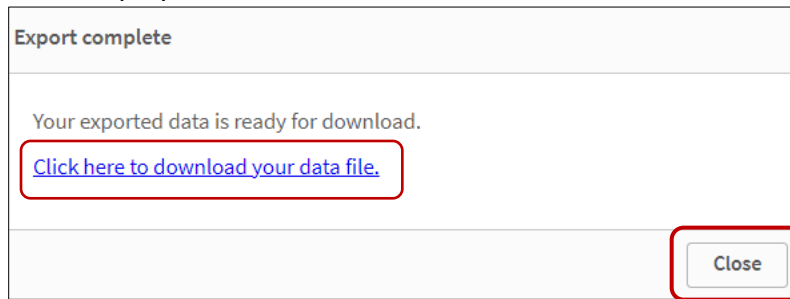 Export complete
Your exported data is ready for download.
Click here to download your data file.
Close